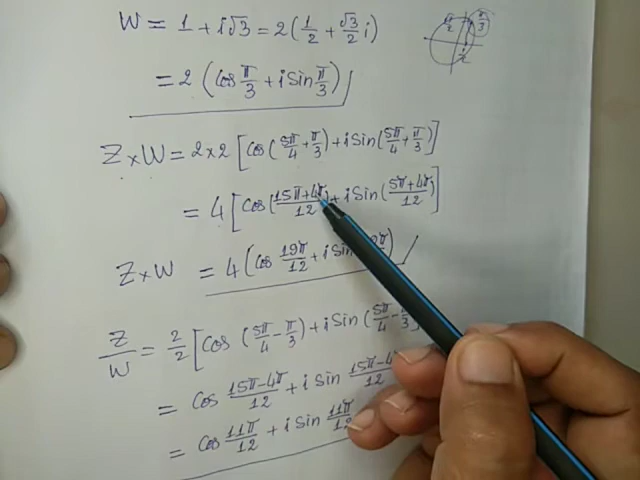 W = 1 + i√3 = 2(1/2 + √3/2 i)
= 2 (cos π/3 + i Sin π/3)
π/3
Z × W = 2×2 [cos (5π/4 + π/3) + i Sin (5π/4 + π/3)]
= 4 [cos (15π+4π/12) + i Sin (5π+4π/12)]
Z × W = 4 (cos 19π/12 + i Sin
Z/W = 2/2 [cos (5π/4 − π/3) + i Sin (5π/4 −
= cos 15π−4π/12 + i Sin 15π−4
= cos 11π/12 + i Sin 11π/12